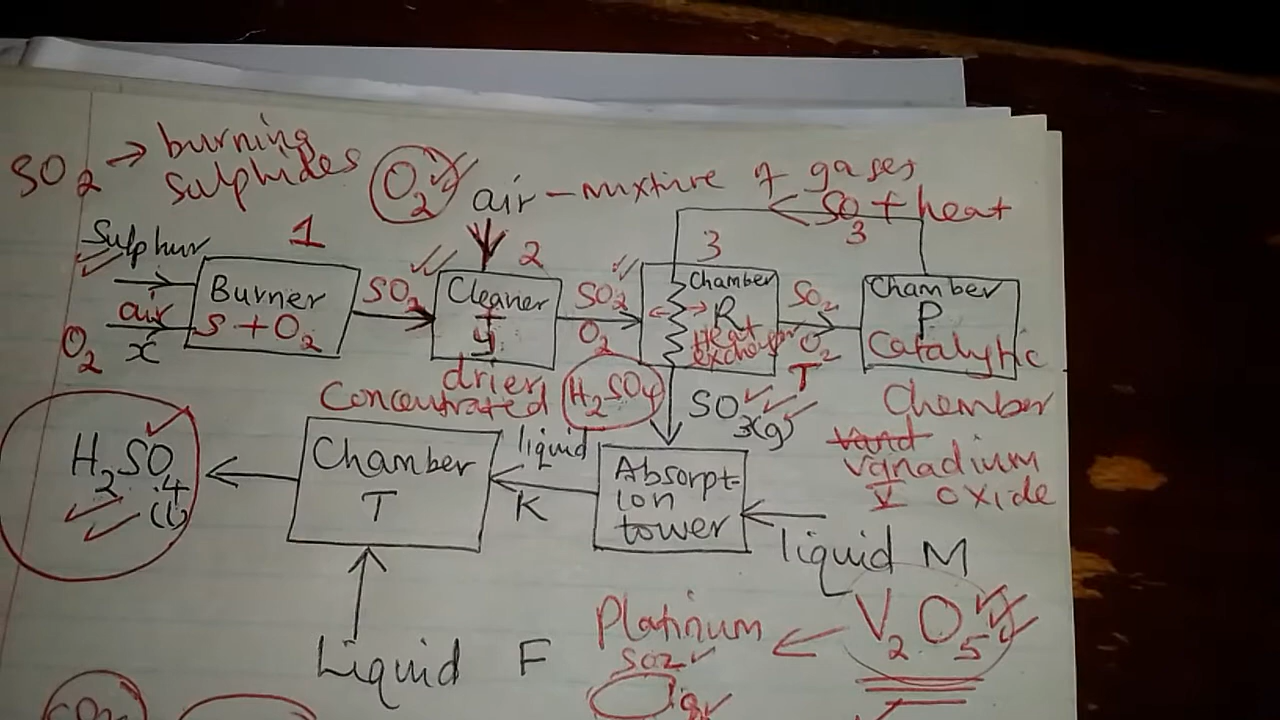 SO2 → burning
sulphides
O2
air - mixture of gases
SO3 + heat
Sulphur
1
2
3
air
O2
x
Burner
S + O2
SO2
Cleaner
I
y
drier
Concentrated
H2SO4
SO2
O2
Chamber
R
Heat
exchanger
SO2
O2
T
Chamber
P
Catalytic
Chamber
vanadium
V oxide
SO3(g)
H2SO4(l)
Chamber
T
liquid
K
Absorpt-
ion
tower
liquid M
V2O5
Platinum
SO2
Liquid F